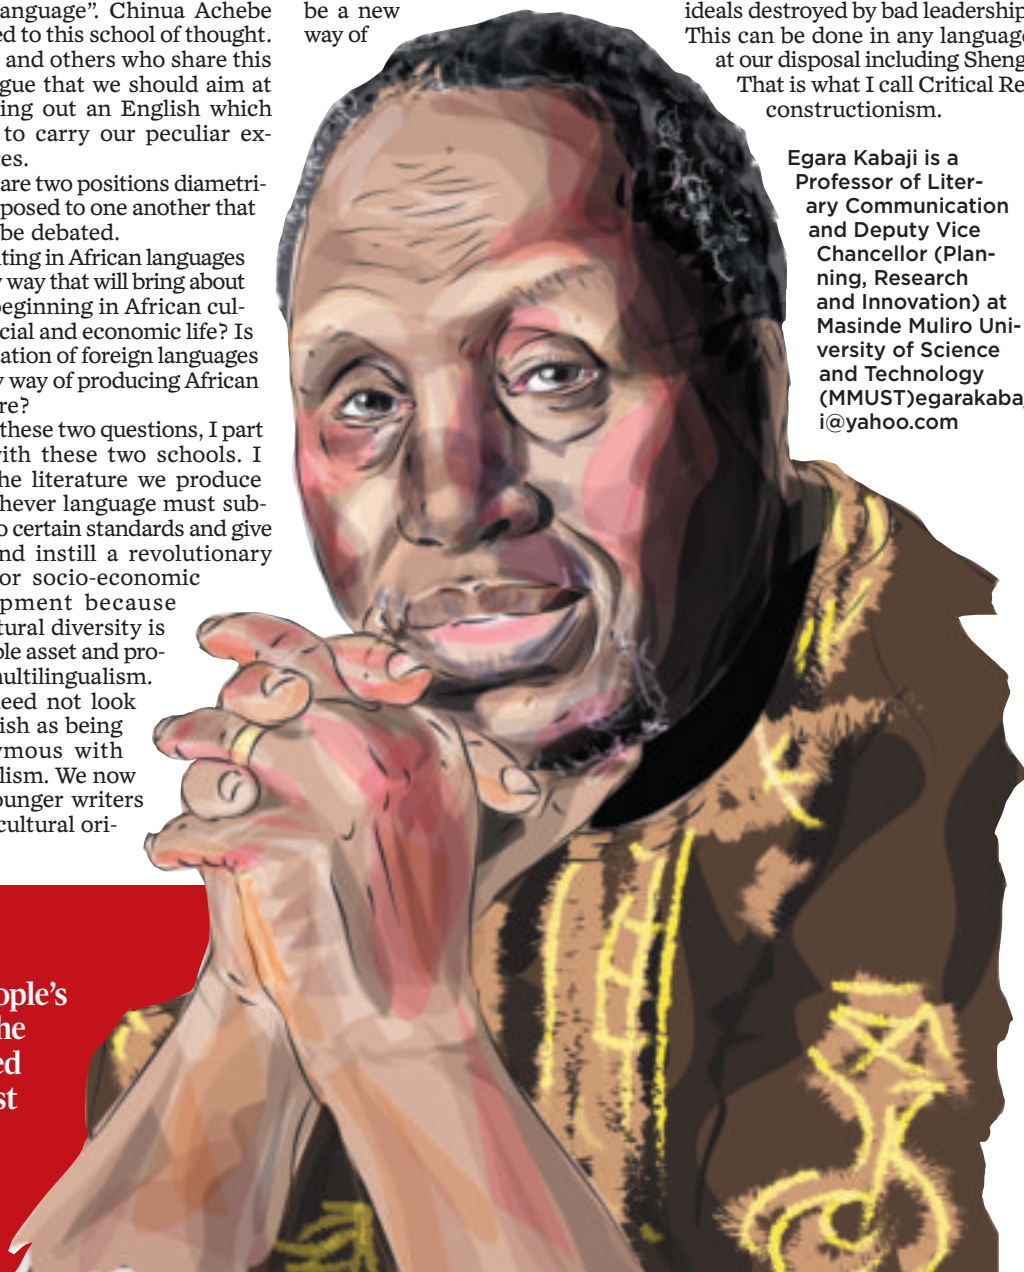 anguage”. Chinua Achebe
ed to this school of thought.
and others who share this
gue that we should aim at
ing out an English which
to carry our peculiar ex-
ces.
are two positions diametri-
posed to one another that
be debated.
ting in African languages
y way that will bring about
beginning in African cul-
cial and economic life? Is
ation of foreign languages
y way of producing African
re?
these two questions, I part
with these two schools. I
he literature we produce
hever language must sub-
o certain standards and give
nd instill a revolutionary
or socio-economic
pment because
tural diversity is
ble asset and pro-
multilingualism.
need not look
ish as being
ymous with
lism. We now
ounger writers
cultural ori-
ople’s
he
ed
st
be a new
way of
ideals destroyed by bad leadership
This can be done in any language
at our disposal including Sheng
That is what I call Critical Re
constructionism.
Egara Kabaji is a
Professor of Liter-
ary Communication
and Deputy Vice
Chancellor (Plan-
ning, Research
and Innovation) at
Masinde Muliro Uni-
versity of Science
and Technology
(MMUST)egarakabaj
i@yahoo.com